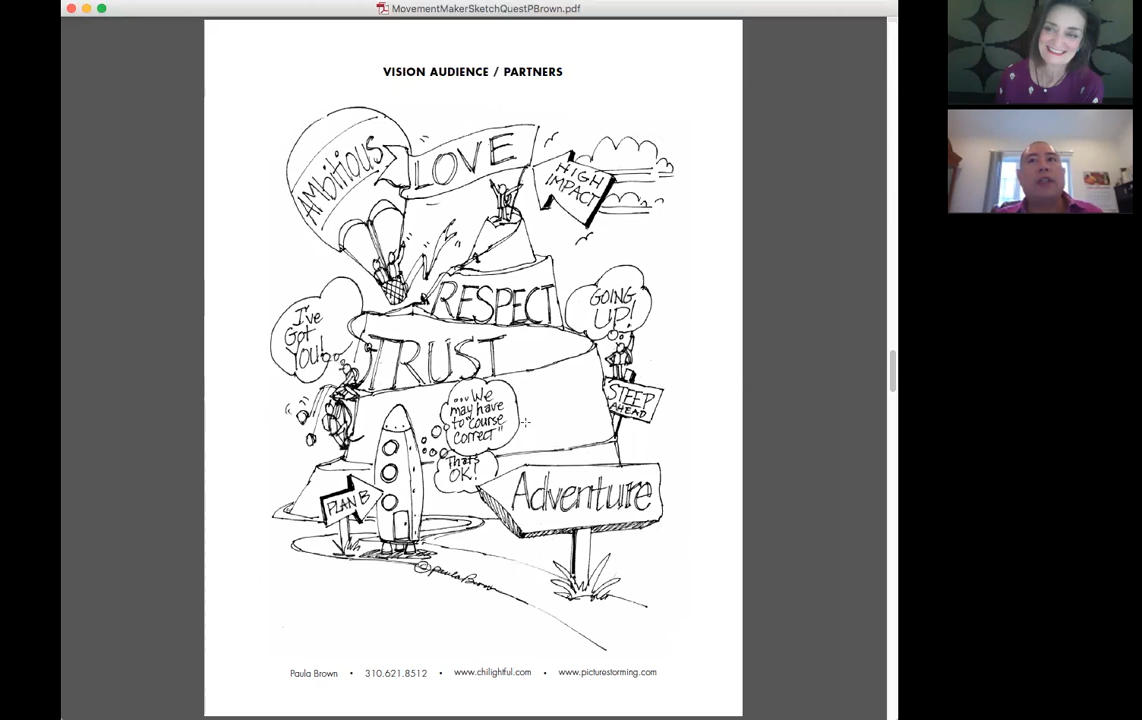 MovementMakerSketchQuestPBrown.pdf
VISION AUDIENCE / PARTNERS
AMbitiOUS
LOVE
HIGH
IMPACT
RESPECT
GOING
UP!
I've
Got
YOU!
TRUST
STEEP
AHEAD
...We
may have
to "course
correct"
That's
OK!
PLAN B
Adventure
@paulaBrown
Paula Brown • 310.621.8512 • www.chilightful.com • www.picturestorming.com